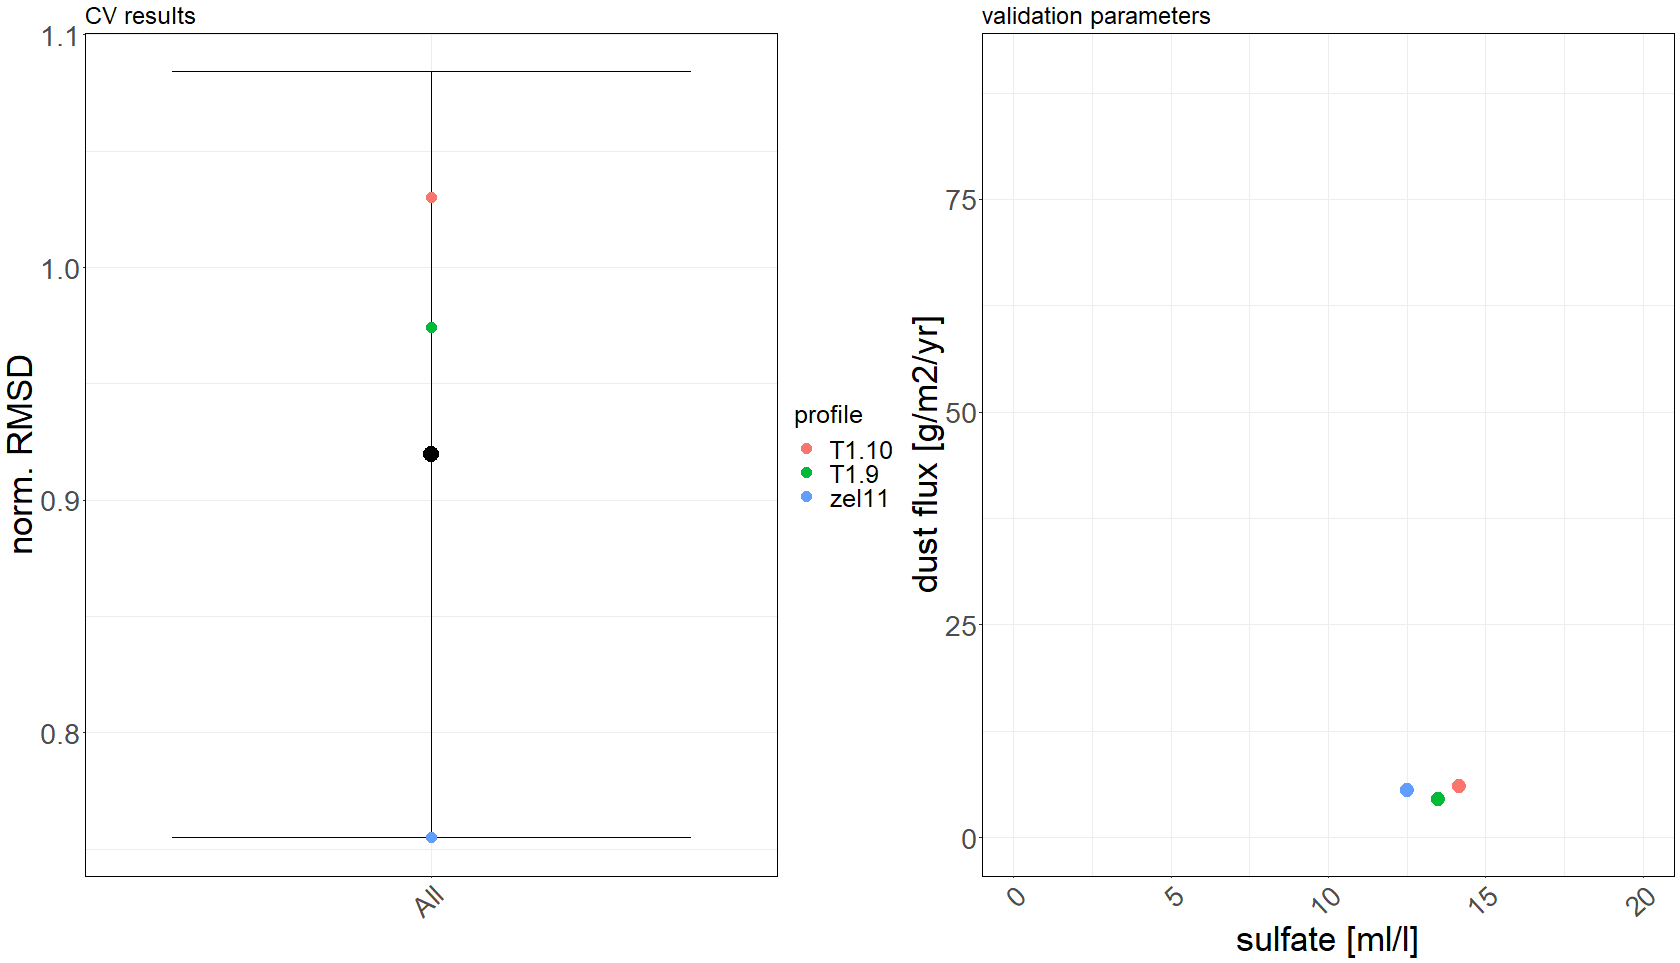 CV results
1.1
1.0
0.9
0.8
norm. RMSD
All
profile
T1.10
T1.9
zel11
validation parameters
75
50
25
0
dust flux [g/m2/yr]
0
5
10
15
20
sulfate [ml/l]